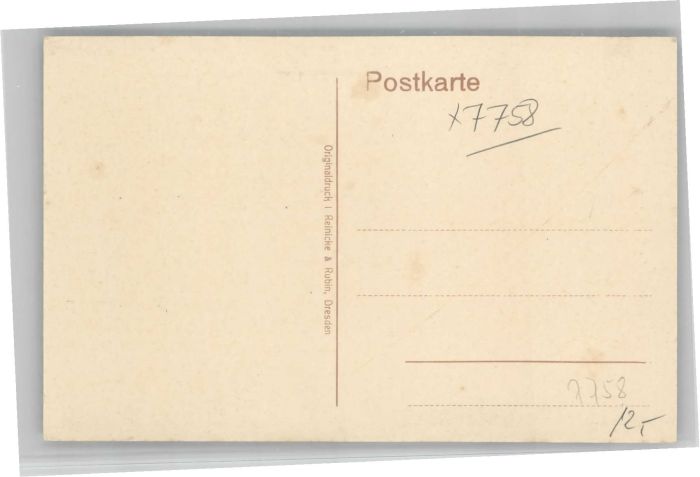 Postkarte
x7758
Originaldruck | Reinicke & Rubin, Dresden
7758
12,-